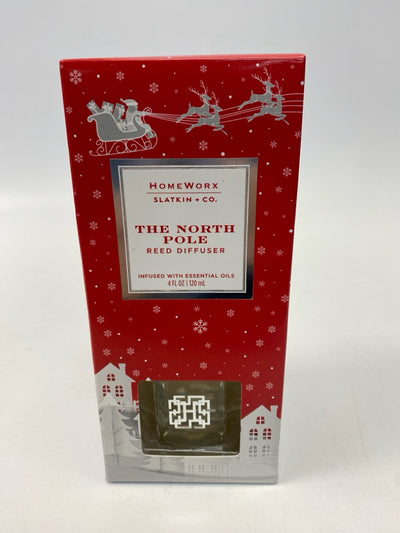 HOMEWORX
SLATKIN + CO.
THE NORTH
POLE
REED DIFFUSER
INFUSED WITH ESSENTIAL OILS
4 FL OZ | 120 mL